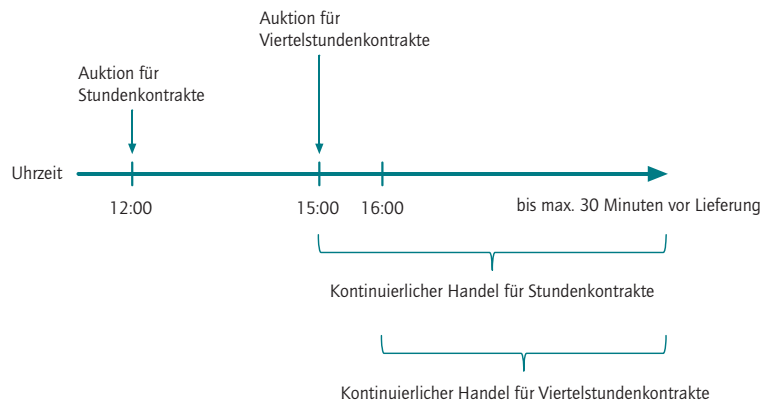 Auktion für
Viertelstundenkontrakte
Auktion für
Stundenkontrakte
Uhrzeit
12:00
15:00
16:00
bis max. 30 Minuten vor Lieferung
Kontinuierlicher Handel für Stundenkontrakte
Kontinuierlicher Handel für Viertelstundenkontrakte